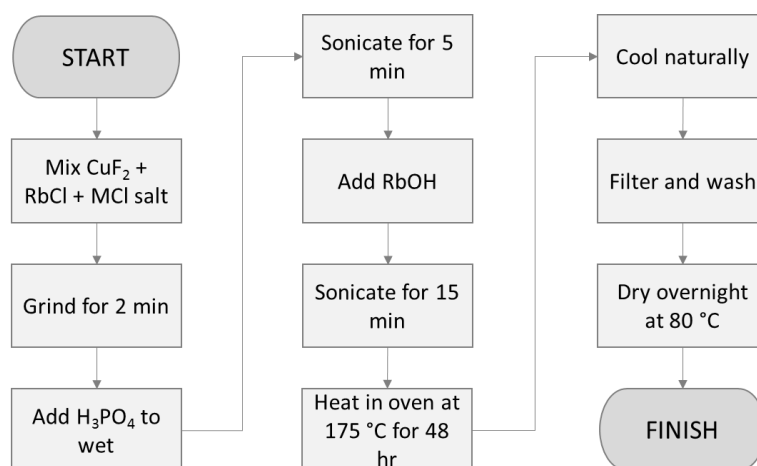 START
Mix CuF₂ +
RbCl + MCl salt
Grind for 2 min
Add H₃PO₄ to
wet
Sonicate for 5
min
Add RbOH
Sonicate for 15
min
Heat in oven at
175 °C for 48
hr
Cool naturally
Filter and wash
Dry overnight
at 80 °C
FINISH